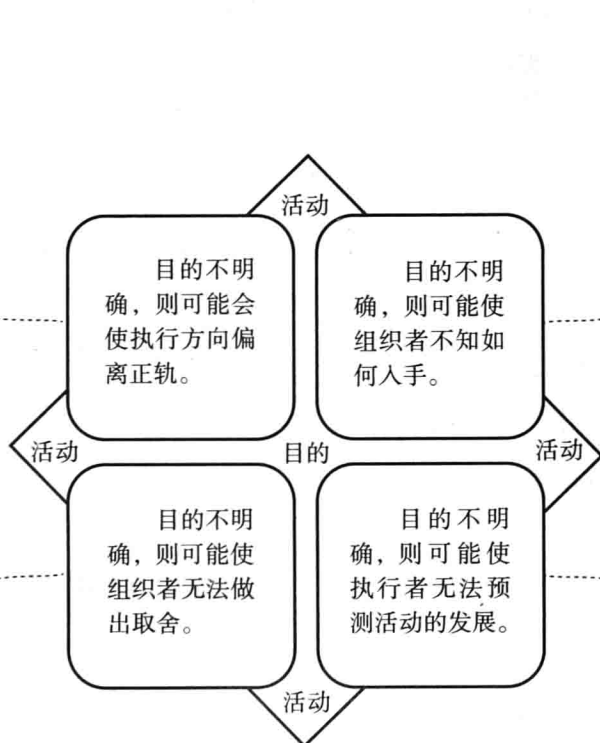 活动
目的不明
确，则可能会
使执行方向偏
离正轨。
目的不明
确，则可能使
组织者不知如
何入手。
活动
目的
活动
目的不明
确，则可能使
组织者无法做
出取舍。
目的不明
确，则可能使
执行者无法预
测活动的发展。
活动